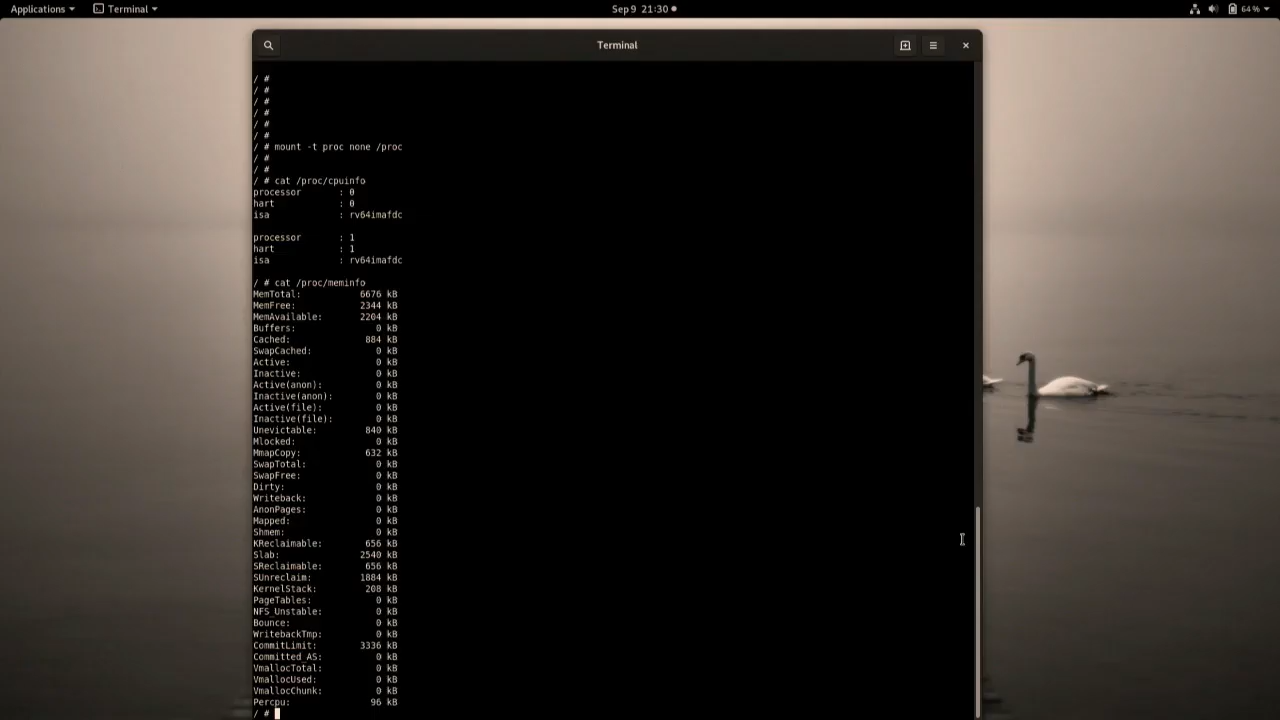 Applications Terminal Sep 9 21:30 64 %
Terminal
/ #
/ #
/ #
/ #
/ #
/ #
/ # mount -t proc none /proc
/ #
/ #
/ # cat /proc/cpuinfo
processor : 0
hart : 0
isa : rv64imafdc
processor : 1
hart : 1
isa : rv64imafdc
/ # cat /proc/meminfo
MemTotal: 6676 kB
MemFree: 2344 kB
MemAvailable: 2204 kB
Buffers: 0 kB
Cached: 884 kB
SwapCached: 0 kB
Active: 0 kB
Inactive: 0 kB
Active(anon): 0 kB
Inactive(anon): 0 kB
Active(file): 0 kB
Inactive(file): 0 kB
Unevictable: 840 kB
Mlocked: 0 kB
MmapCopy: 632 kB
SwapTotal: 0 kB
SwapFree: 0 kB
Dirty: 0 kB
Writeback: 0 kB
AnonPages: 0 kB
Mapped: 0 kB
Shmem: 0 kB
KReclaimable: 656 kB
Slab: 2540 kB
SReclaimable: 656 kB
SUnreclaim: 1884 kB
KernelStack: 208 kB
PageTables: 0 kB
NFS_Unstable: 0 kB
Bounce: 0 kB
WritebackTmp: 0 kB
CommitLimit: 3336 kB
Committed_AS: 0 kB
VmallocTotal: 0 kB
VmallocUsed: 0 kB
VmallocChunk: 0 kB
Percpu: 96 kB
/ #